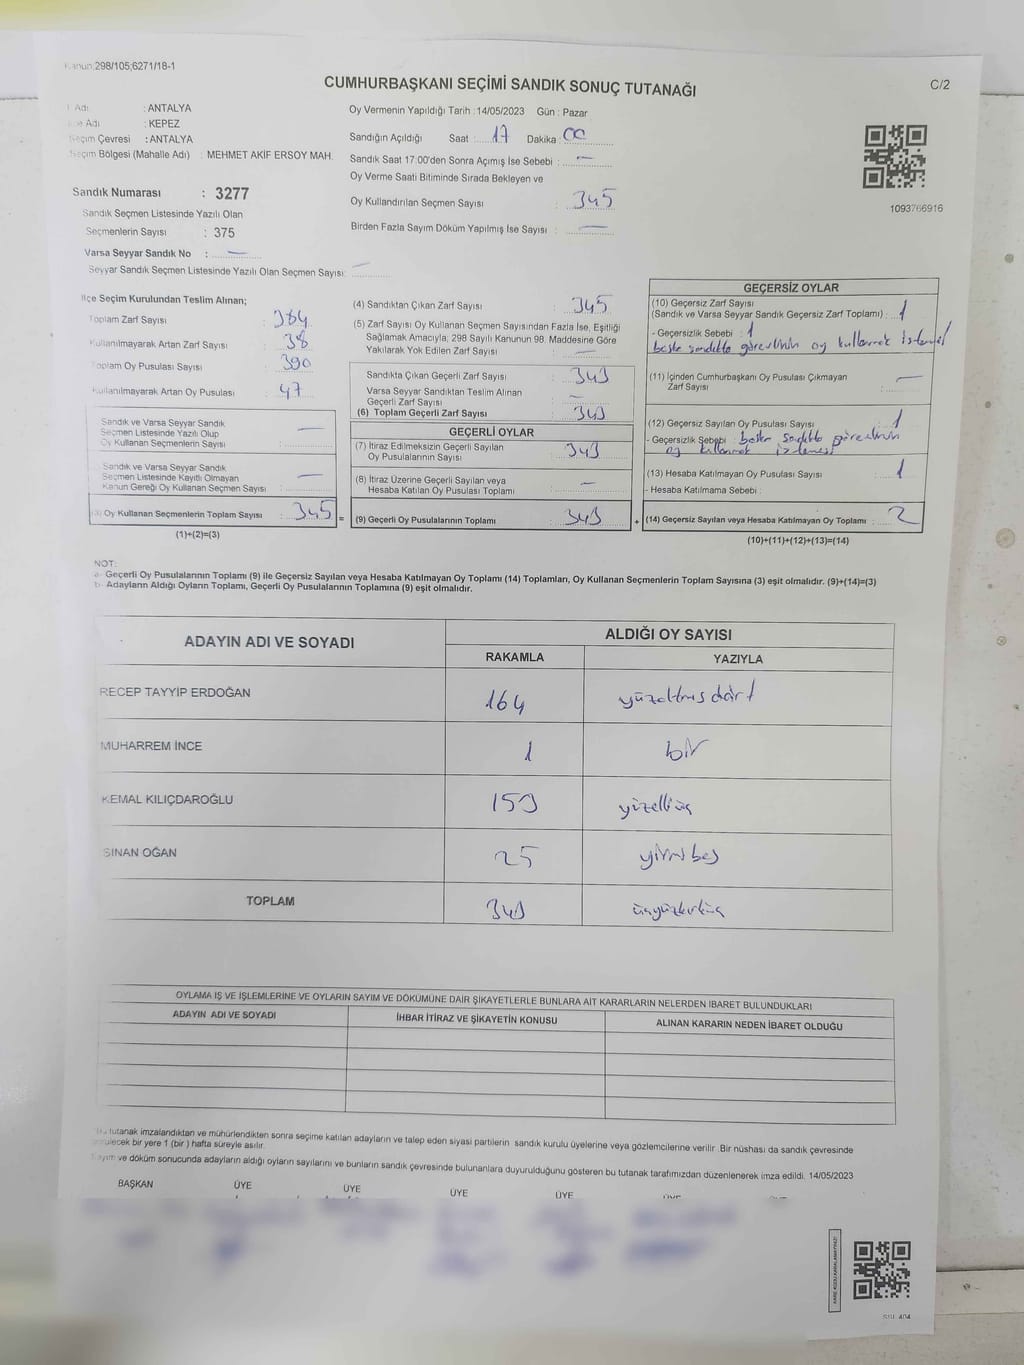 Kanun:298/105;6271/18-1
CUMHURBAŞKANI SEÇİMİ SANDIK SONUÇ TUTANAĞI
C/2
Adı : ANTALYA
Adı : KEPEZ
Seçim Çevresi : ANTALYA
Seçim Bölgesi (Mahalle Adı) : MEHMET AKİF ERSOY MAH.
Sandık Numarası : 3277
Sandık Seçmen Listesinde Yazılı Olan
Seçmenlerin Sayısı : 375
Varsa Seyyar Sandık No : —
Seyyar Sandık Seçmen Listesinde Yazılı Olan Seçmen Sayısı: —
Oy Vermenin Yapıldığı Tarih : 14/05/2023 Gün : Pazar
Sandığın Açıldığı Saat : 17 Dakika : 00
Sandık Saat 17:00'den Sonra Açımış İse Sebebi : —
Oy Verme Saati Bitiminde Sırada Bekleyen ve
Oy Kullandırılan Seçmen Sayısı : 345
Birden Fazla Sayım Döküm Yapılmış İse Sayısı : —
1093766916
İlçe Seçim Kurulundan Teslim Alınan;
Toplam Zarf Sayısı : 384
Kullanılmayarak Artan Zarf Sayısı : 38
Toplam Oy Pusulası Sayısı : 390
Kullanılmayarak Artan Oy Pusulası : 47
Sandık ve Varsa Seyyar Sandık
Seçmen Listesinde Yazılı Olup
Oy Kullanan Seçmenlerin Sayısı : —
Sandık ve Varsa Seyyar Sandık
Seçmen Listesinde Kayıtlı Olmayan
Kanun Gereği Oy Kullanan Seçmen Sayısı : —
(3) Oy Kullanan Seçmenlerin Toplam Sayısı : 345 =
(1)+(2)=(3)
(4) Sandıktan Çıkan Zarf Sayısı : 345
(5) Zarf Sayısı Oy Kullanan Seçmen Sayısından Fazla İse, Eşitliği
Sağlamak Amacıyla; 298 Sayılı Kanunun 98. Maddesine Göre
Yakılarak Yok Edilen Zarf Sayısı : —
Sandıkta Çıkan Geçerli Zarf Sayısı : 343
Varsa Seyyar Sandıktan Teslim Alınan
Geçerli Zarf Sayısı : —
(6) Toplam Geçerli Zarf Sayısı : 343
GEÇERLİ OYLAR
(7) İtiraz Edilmeksizin Geçerli Sayılan
Oy Pusulalarının Sayısı : 343
(8) İtiraz Üzerine Geçerli Sayılan veya
Hesaba Katılan Oy Pusulası Toplamı : —
(9) Geçerli Oy Pusulalarının Toplamı : 343 +
GEÇERSİZ OYLAR
(10) Geçersiz Zarf Sayısı
(Sandık ve Varsa Seyyar Sandık Geçersiz Zarf Toplamı) : 1
- Geçersizlik Sebebi : 1
başka sandıkta görevlinin oy kullanmak istemesi
(11) İçinden Cumhurbaşkanı Oy Pusulası Çıkmayan
Zarf Sayısı : —
(12) Geçersiz Sayılan Oy Pusulası Sayısı : 1
- Geçersizlik Sebebi : başka sandıkta görevlinin
oy kullanmak istemesi
(13) Hesaba Katılmayan Oy Pusulası Sayısı : 1
- Hesaba Katılmama Sebebi :
(14) Geçersiz Sayılan veya Hesaba Katılmayan Oy Toplamı : 2
(10)+(11)+(12)+(13)=(14)
NOT:
a- Geçerli Oy Pusulalarının Toplamı (9) ile Geçersiz Sayılan veya Hesaba Katılmayan Oy Toplamı (14) Toplamları, Oy Kullanan Seçmenlerin Toplam Sayısına (3) eşit olmalıdır. (9)+(14)=(3)
b- Adayların Aldığı Oyların Toplamı, Geçerli Oy Pusulalarının Toplamına (9) eşit olmalıdır.
ADAYIN ADI VE SOYADI
ALDIĞI OY SAYISI
RAKAMLA YAZIYLA
RECEP TAYYİP ERDOĞAN 164 yüzaltmışdört
MUHARREM İNCE 1 bir
KEMAL KILIÇDAROĞLU 153 yüzelliüç
SİNAN OĞAN 25 yirmibeş
TOPLAM 343 üçyüzkırküç
OYLAMA İŞ VE İŞLEMLERİNE VE OYLARIN SAYIM VE DÖKÜMÜNE DAİR ŞİKAYETLERLE BUNLARA AİT KARARLARIN NELERDEN İBARET BULUNDUKLARI
ADAYIN ADI VE SOYADI İHBAR İTİRAZ VE ŞİKAYETİN KONUSU ALINAN KARARIN NEDEN İBARET OLDUĞU
tutanak imzalandıktan ve mühürlendikten sonra seçime katılan adayların ve talep eden siyasi partilerin sandık kurulu üyelerine veya gözlemcilerine verilir. Bir nüshası da sandık çevresinde
bir yere 1 (bir) hafta süreyle asılır.
Sayım ve döküm sonucunda adayların aldığı oyların sayılarını ve bunların sandık çevresinde bulunanlara duyurulduğunu gösteren bu tutanak tarafımızdan düzenlenerek imza edildi. 14/05/2023
BAŞKAN ÜYE ÜYE ÜYE ÜYE